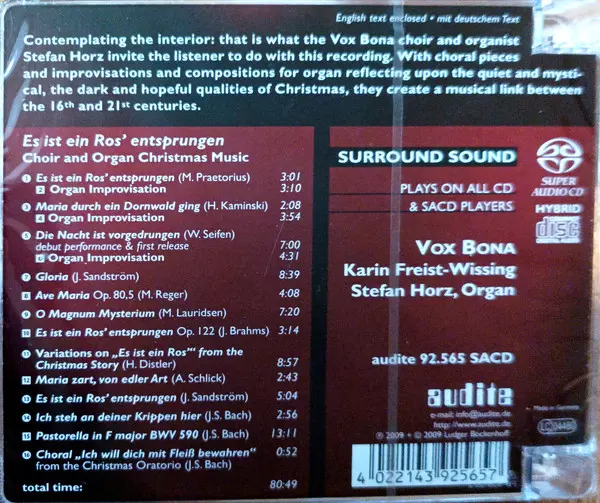 English text enclosed • mit deutschem Text
Contemplating the interior: that is what the Vox Bona choir and organist
Stefan Horz invite the listener to do with this recording. With choral pieces
and improvisations and compositions for organ reflecting upon the quiet and mysti-
cal, the dark and hopeful qualities of Christmas, they create a musical link between
the 16th and 21st centuries.
Es ist ein Ros' entsprungen
Choir and Organ Christmas Music
1 Es ist ein Ros' entsprungen (M. Praetorius) 3:01
2 Organ Improvisation 3:10
3 Maria durch ein Dornwald ging (H. Kaminski) 2:08
4 Organ Improvisation 3:54
5 Die Nacht ist vorgedrungen (W. Seifen)
debut performance & first release 7:00
Organ Improvisation 4:31
7 Gloria (J. Sandström) 8:39
8 Ave Maria Op. 80,5 (M. Reger) 4:08
9 O Magnum Mysterium (M. Lauridsen) 7:20
10 Es ist ein Ros' entsprungen Op. 122 (J. Brahms) 3:14
11 Variations on „Es ist ein Ros'" from the
Christmas Story (H. Distler) 8:57
12 Maria zart, von edler Art (A. Schlick) 2:43
13 Es ist ein Ros' entsprungen (J. Sandström) 5:04
14 Ich steh an deiner Krippen hier (J.S. Bach) 2:56
15 Pastorella in F major BWV 590 (J.S. Bach) 13:11
16 Choral „Ich will dich mit Fleiß bewahren" 0:52
from the Christmas Oratorio (J.S. Bach)
total time: 80:49
SURROUND SOUND
PLAYS ON ALL CD
& SACD PLAYERS
SUPER
AUDIO CD
HYBRID
disc
VOX BONA
Karin Freist-Wissing
Stefan Horz, Organ
audite 92.565 SACD
audite
e-mail: info@audite.de
http://www.audite.de
℗ 2009 + © 2009 Ludger Böckenhoff
Made in Germany
LC 04480
4 022143 925657